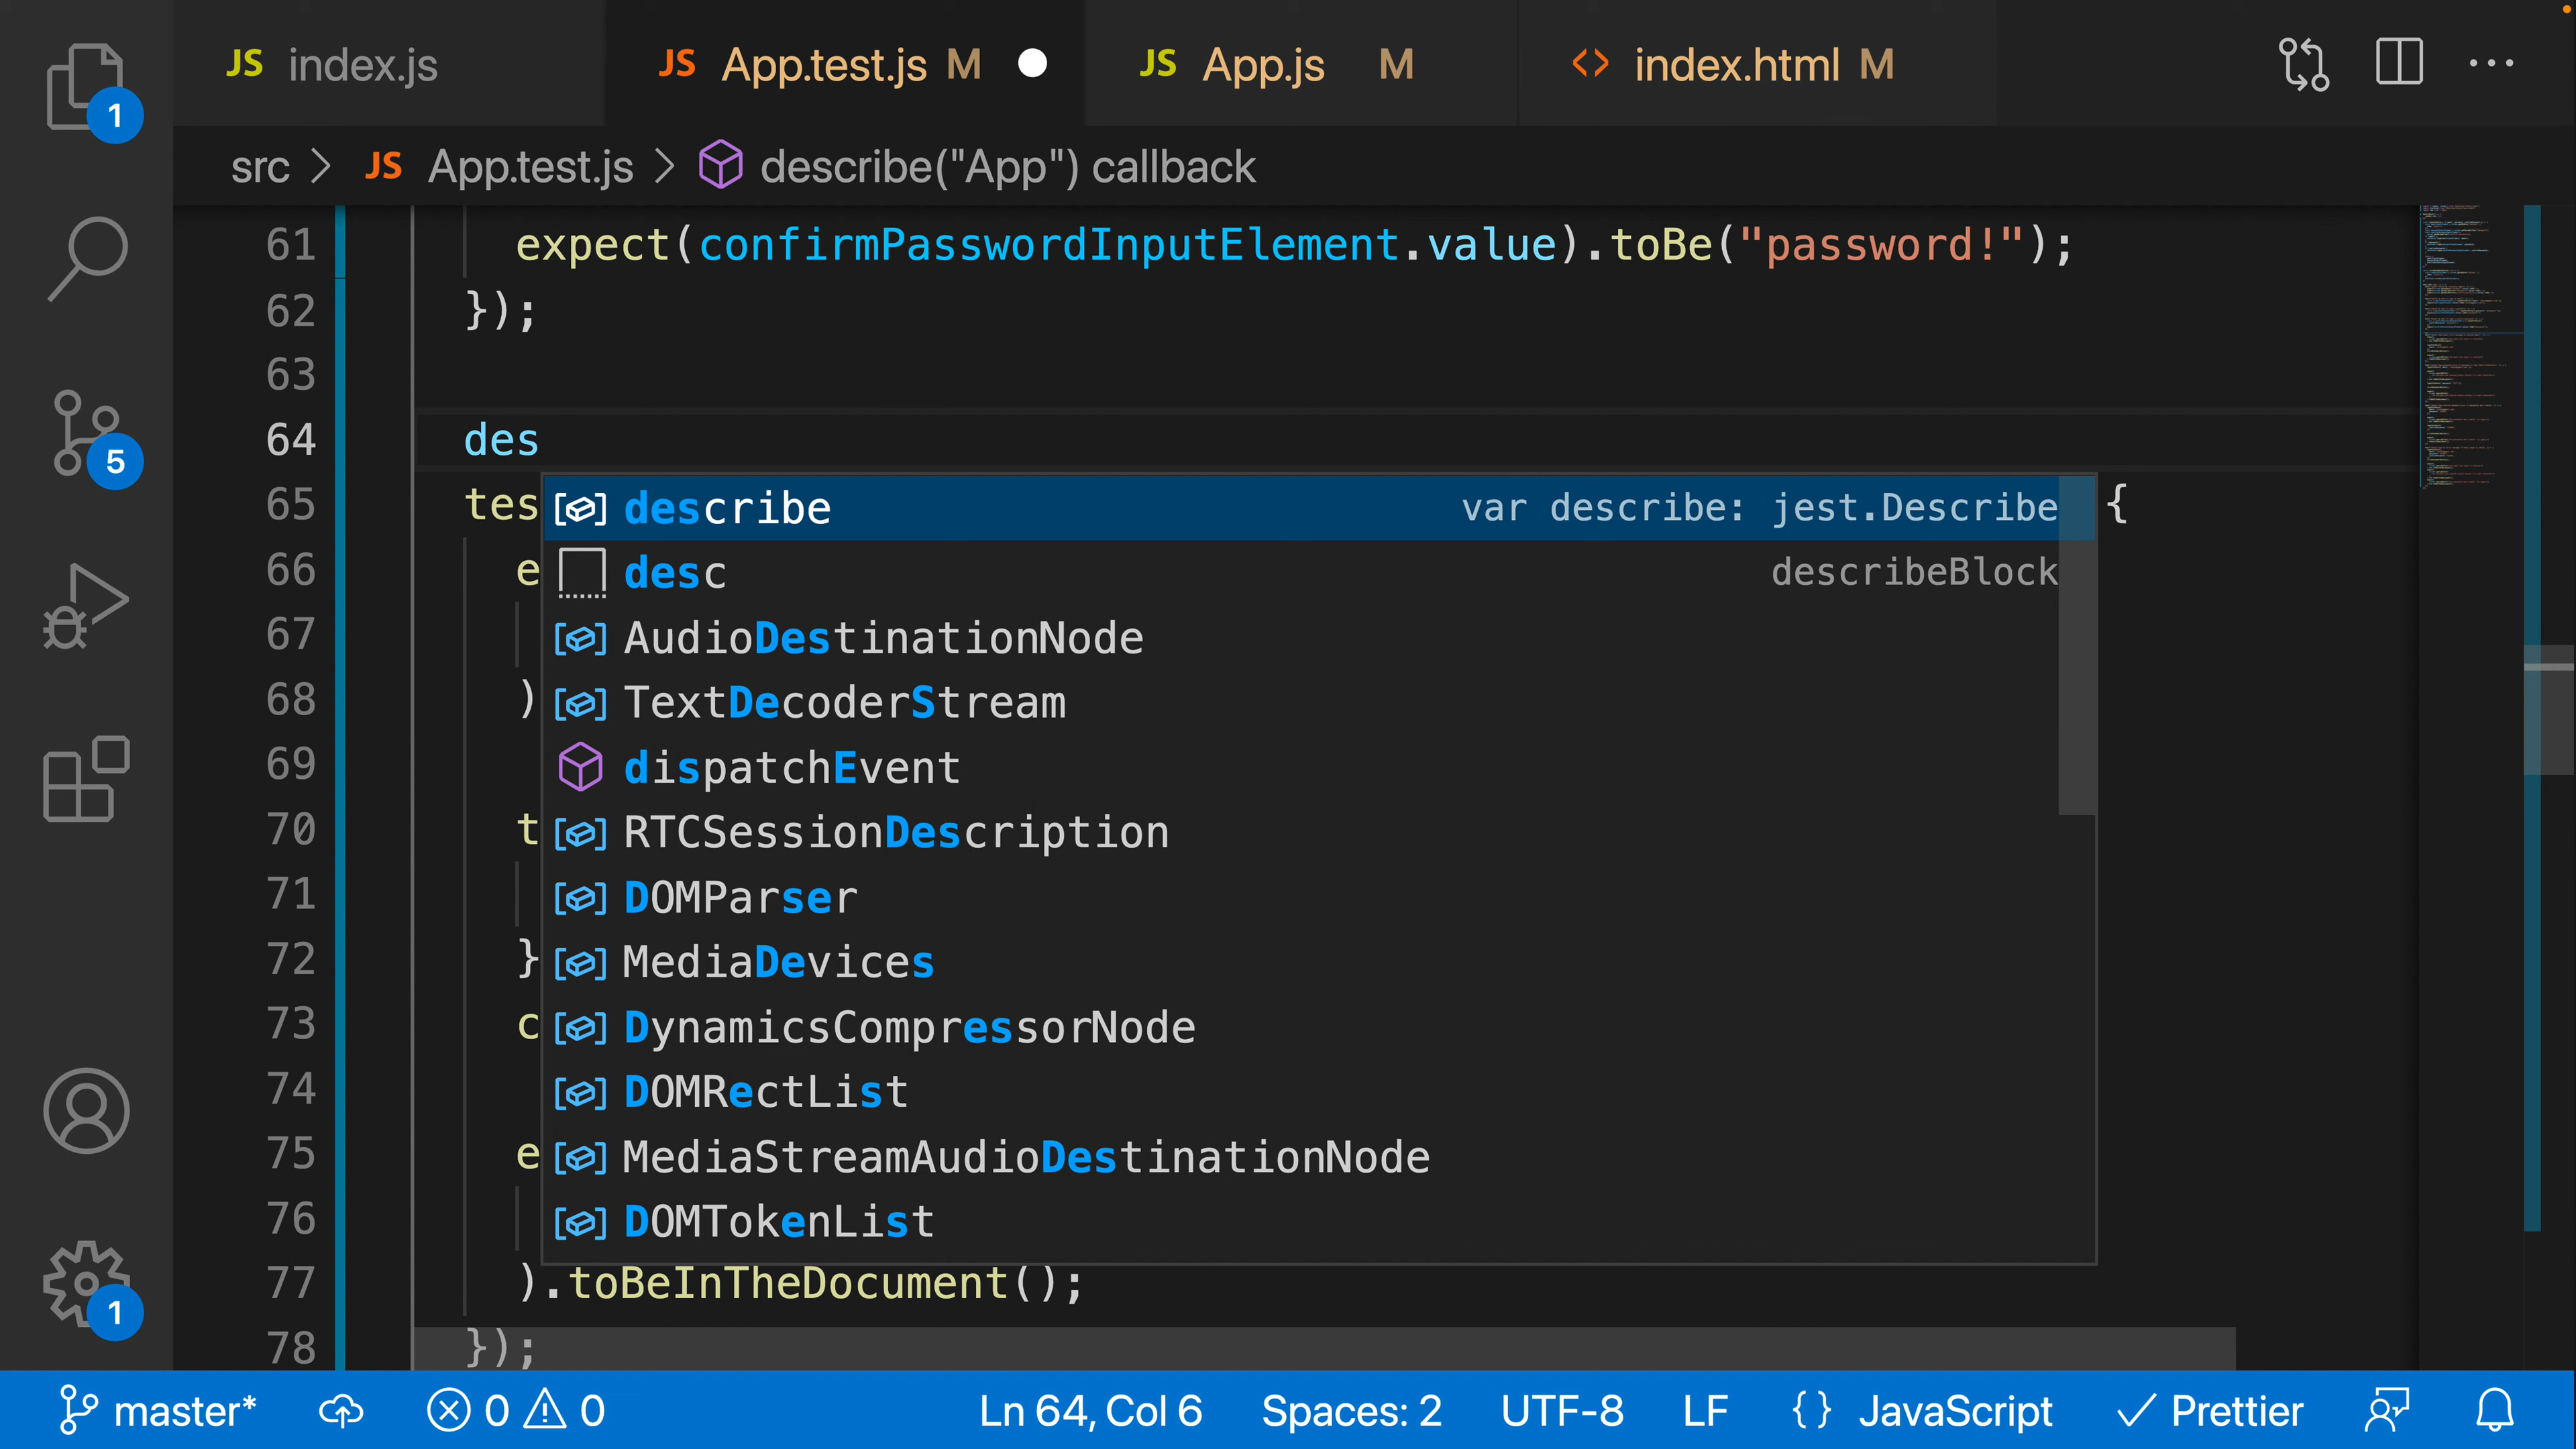 JS index.js JS App.test.js M JS App.js M <> index.html M ...
1
src > JS App.test.js > describe("App") callback
61 expect(confirmPasswordInputElement.value).toBe("password!");
62 });
63
64 des
5
65 tes describe var describe: jest.Describe {
66 e desc describeBlock
67 AudioDestinationNode
68 ) TextDecoderStream
69 dispatchEvent
70 t RTCSessionDescription
71 DOMParser
72 } MediaDevices
73 c DynamicsCompressorNode
74 DOMRectList
75 e MediaStreamAudioDestinationNode
76 DOMTokenList
77 ).toBeInTheDocument();
1
78 });
master* 0 0 Ln 64, Col 6 Spaces: 2 UTF-8 LF {} JavaScript Prettier